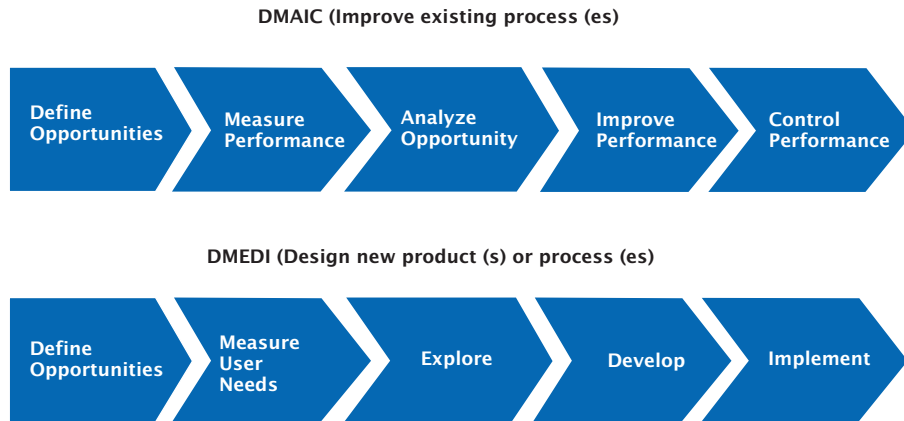 DMAIC (Improve existing process (es)
Define
Opportunities
Measure
Performance
Analyze
Opportunity
Improve
Performance
Control
Performance
DMEDI (Design new product (s) or process (es)
Define
Opportunities
Measure
User
Needs
Explore
Develop
Implement